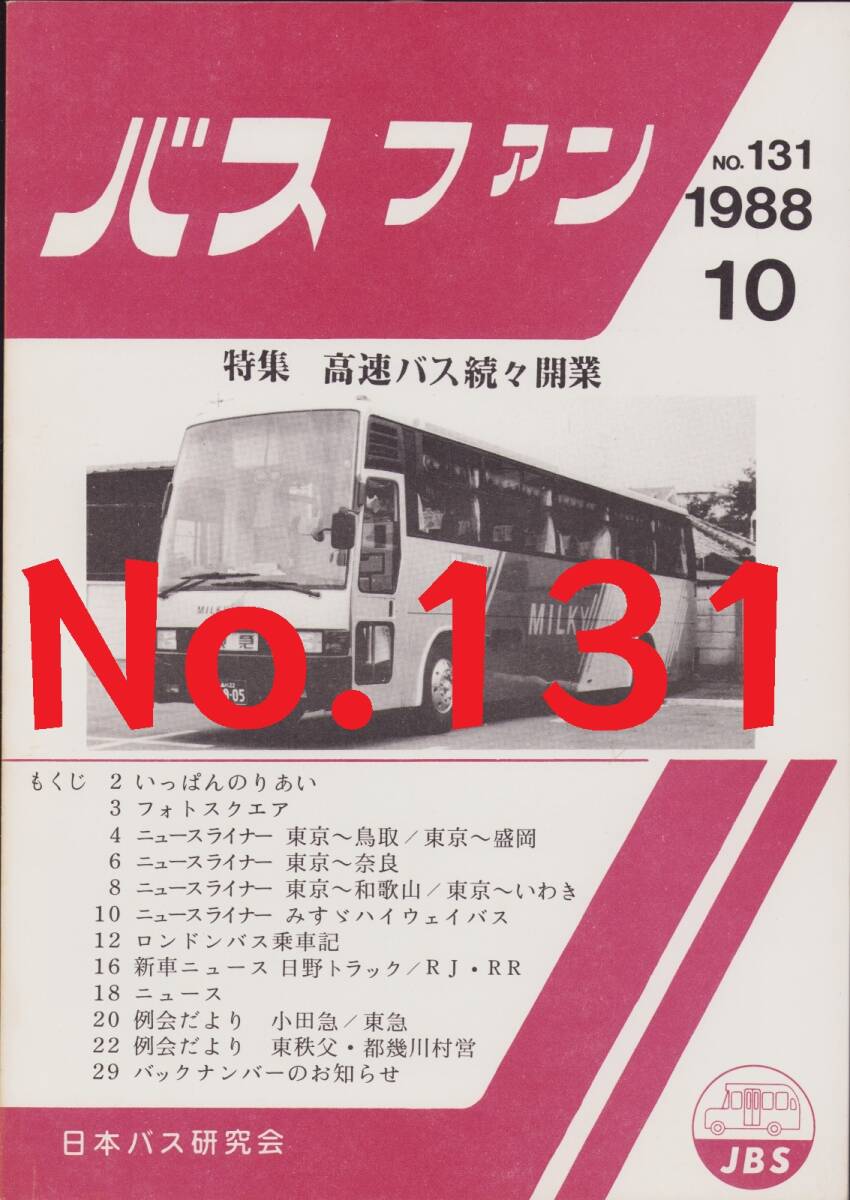 バスファン
NO.131
1988
10
特集 高速バス続々開業
MILKY
MILKY
急
No.131
もくじ 2 いっぱんのりあい
3 フォトスクエア
4 ニュースライナー 東京〜鳥取/東京〜盛岡
6 ニュースライナー 東京〜奈良
8 ニュースライナー 東京〜和歌山/東京〜いわき
10 ニュースライナー みすゞハイウェイバス
12 ロンドンバス乗車記
16 新車ニュース 日野トラック/RJ・RR
18 ニュース
20 例会だより 小田急/東急
22 例会だより 東秩父・都幾川村営
29 バックナンバーのお知らせ
日本バス研究会
JBS